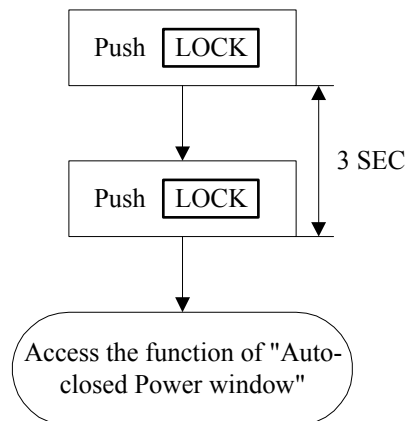 Push LOCK
3 SEC
Push LOCK
Access the function of "Auto-
closed Power window"